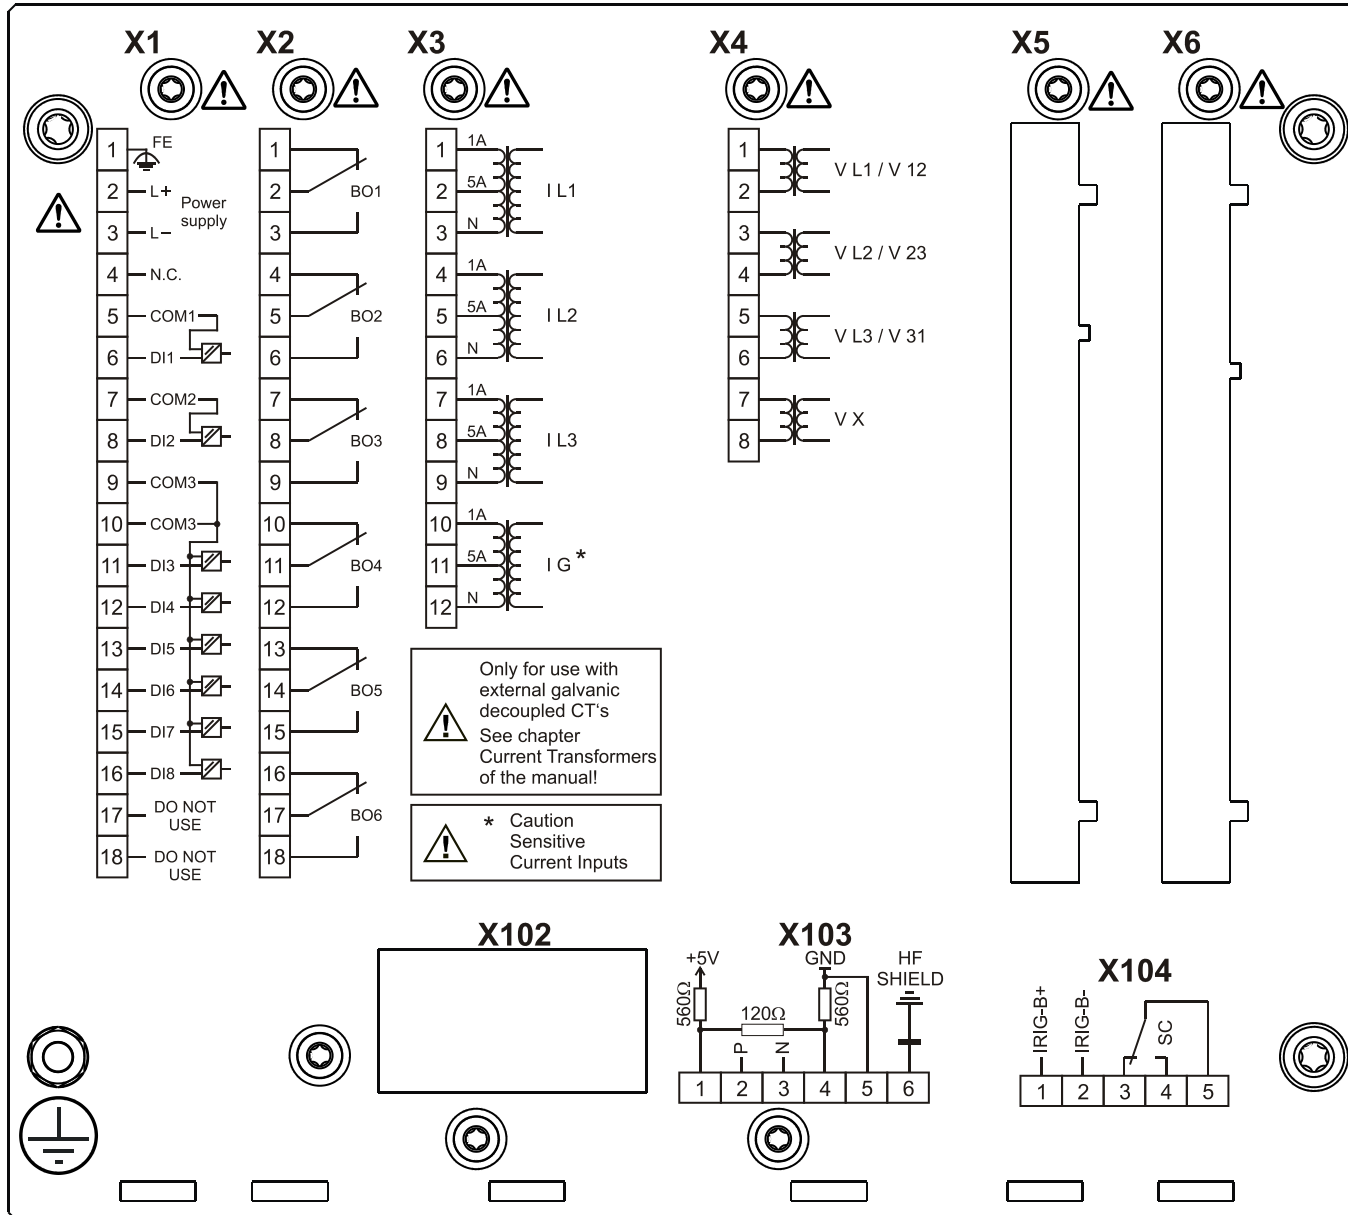 X1
X2
X3
X4
X5
X6
1 FE
2 L+
Power
supply
3 L–
4 N.C.
5 COM1
6 DI1
7 COM2
8 DI2
9 COM3
10 COM3
11 DI3
12 DI4
13 DI5
14 DI6
15 DI7
16 DI8
17 DO NOT
USE
18 DO NOT
USE
1
2 BO1
3
4
5 BO2
6
7
8 BO3
9
10
11 BO4
12
13
14 BO5
15
16
17 BO6
18
1 1A
2 5A I L1
3 N
4 1A
5 5A I L2
6 N
7 1A
8 5A I L3
9 N
10 1A
11 5A I G*
12 N
1
V L1 / V 12
2
3
V L2 / V 23
4
5
V L3 / V 31
6
7
V X
8
Only for use with
external galvanic
decoupled CT‘s
See chapter
Current Transformers
of the manual!
* Caution
Sensitive
Current Inputs
X102
X103
+5V
GND
HF
SHIELD
560Ω
120Ω
560Ω
P
N
1 2 3 4 5 6
X104
IRIG-B+
IRIG-B-
SC
1 2 3 4 5